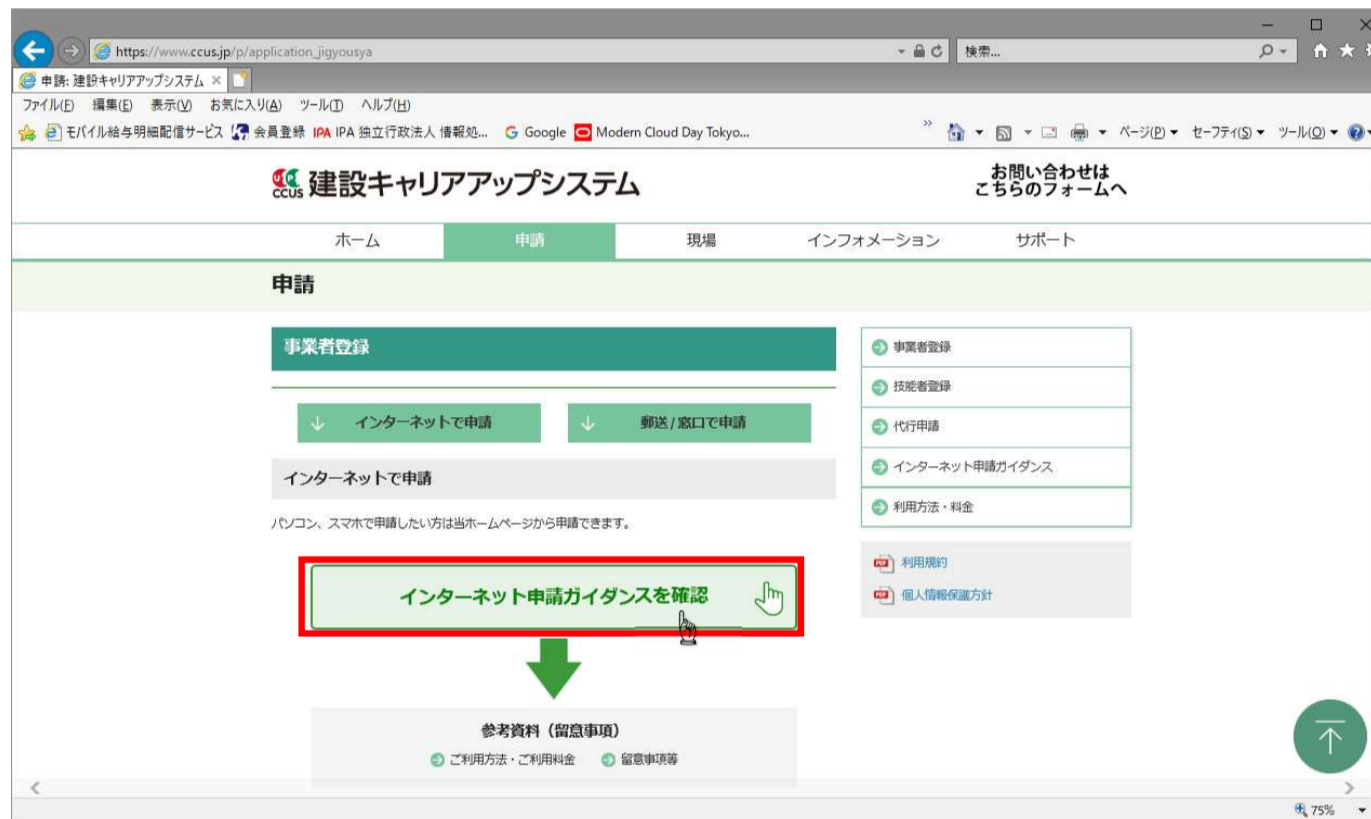 https://www.ccus.jp/p/application_jigyousya
検索...
申請: 建設キャリアアップシステム
ファイル(F) 編集(E) 表示(V) お気に入り(A) ツール(T) ヘルプ(H)
モバイル給与明細配信サービス 会員登録 IPA IPA 独立行政法人 情報処... G Google Modern Cloud Day Tokyo... » ページ(P) セーフティ(S) ツール(O)
ccus 建設キャリアアップシステム
お問い合わせは
こちらのフォームへ
ホーム 申請 現場 インフォメーション サポート
申請
事業者登録
インターネットで申請 郵送/窓口で申請
インターネットで申請
パソコン、スマホで申請したい方は当ホームページから申請できます。
インターネット申請ガイダンスを確認
参考資料（留意事項）
ご利用方法・ご利用料金 留意事項等
事業者登録
技能者登録
代行申請
インターネット申請ガイダンス
利用方法・料金
利用規約
個人情報保護方針
75%